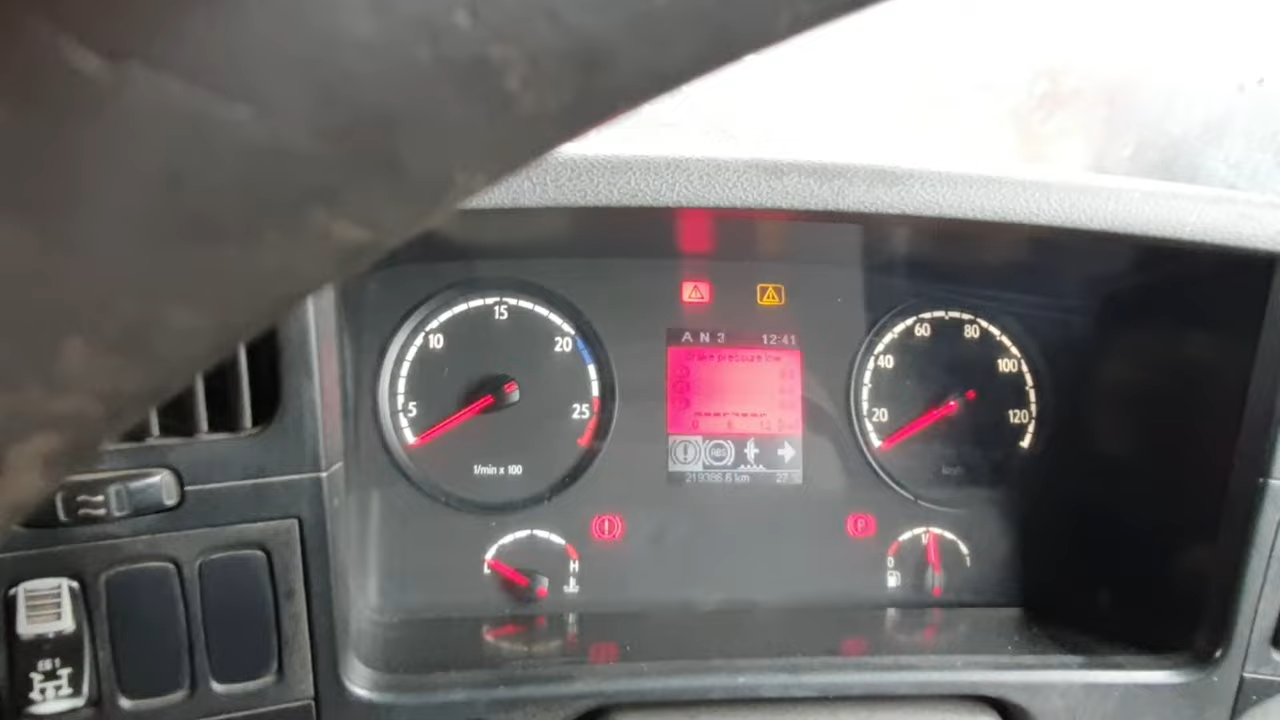 15
10
20
5
25
1/min x 100
A N 3 12:41
Brake pressure low
0 8 12
ABS
219386.6 km
60 80
40 100
20 120
km/h
H
P
0